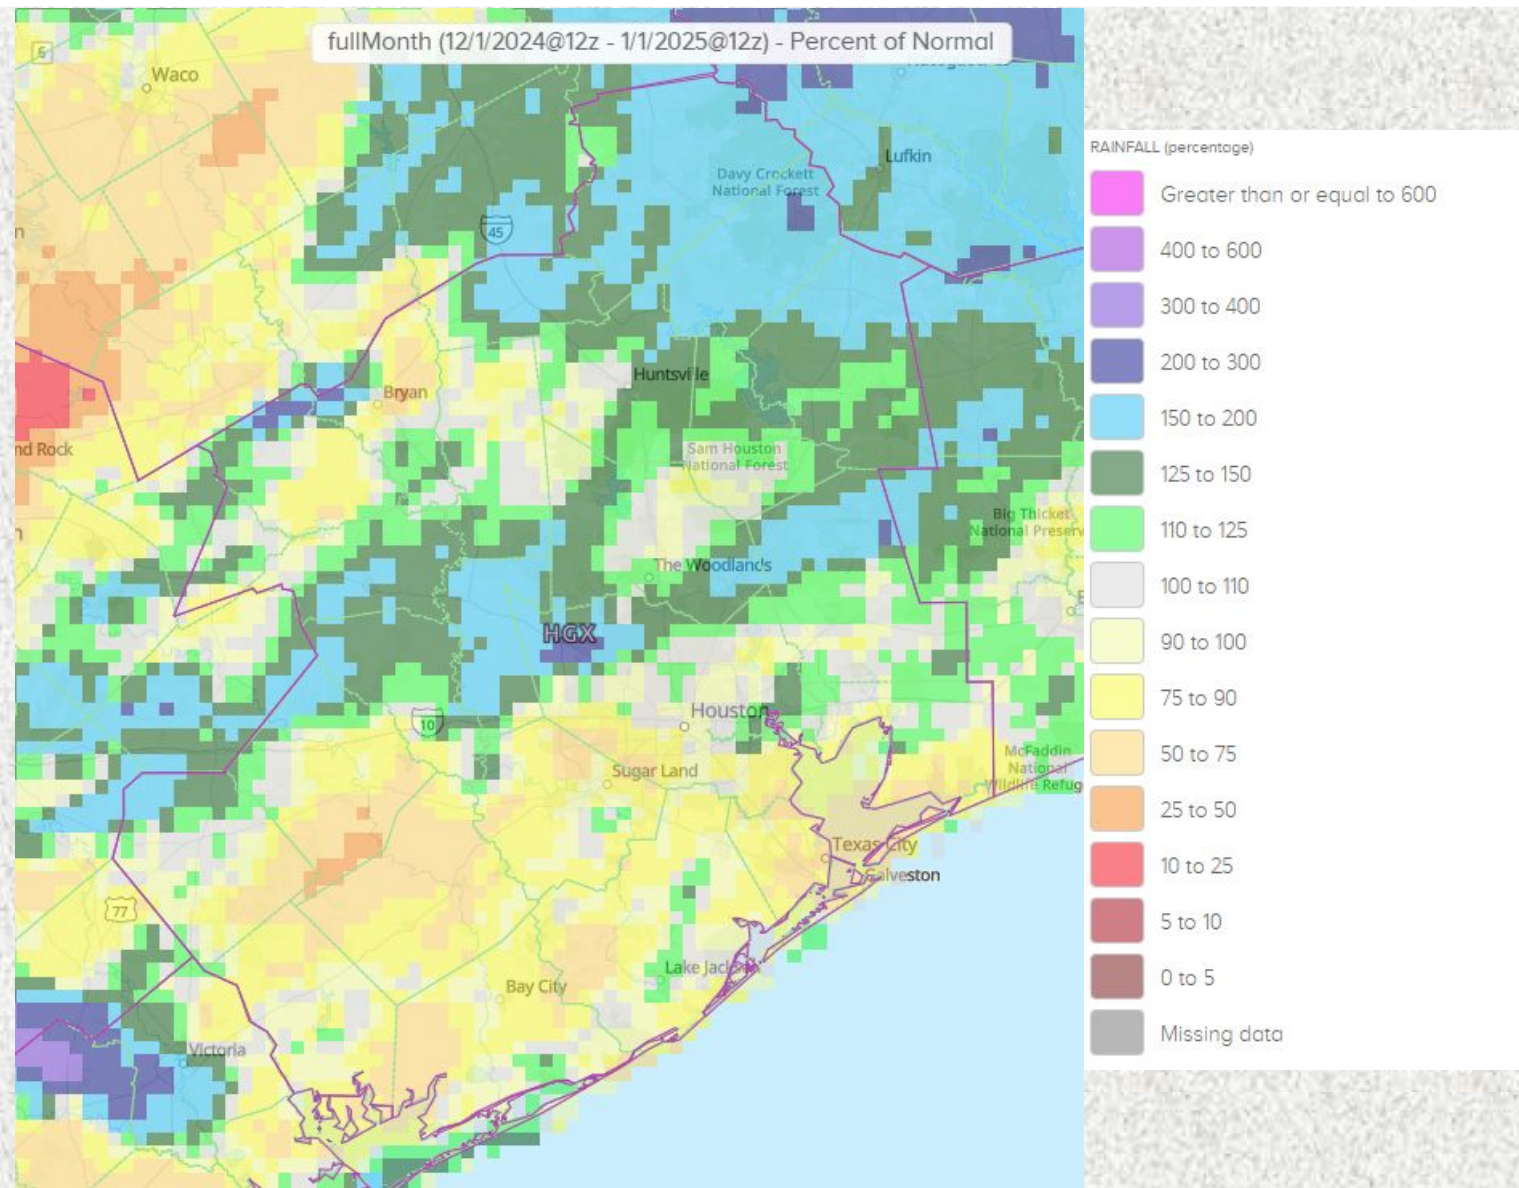 fullMonth (12/1/2024@12z - 1/1/2025@12z) - Percent of Normal
6
Waco
Lufkin
Davy Crockett
National Forest
45
Huntsville
Bryan
nd Rock
Sam Houston
National Forest
Big Thicket
National Preserv
The Woodlands
HGX
10
Houston
Sugar Land
McFaddin
National
Wildlife Refug
Texas City
Galveston
77
Lake Jackson
Bay City
Victoria
RAINFALL (percentage)
Greater than or equal to 600
400 to 600
300 to 400
200 to 300
150 to 200
125 to 150
110 to 125
100 to 110
90 to 100
75 to 90
50 to 75
25 to 50
10 to 25
5 to 10
0 to 5
Missing data